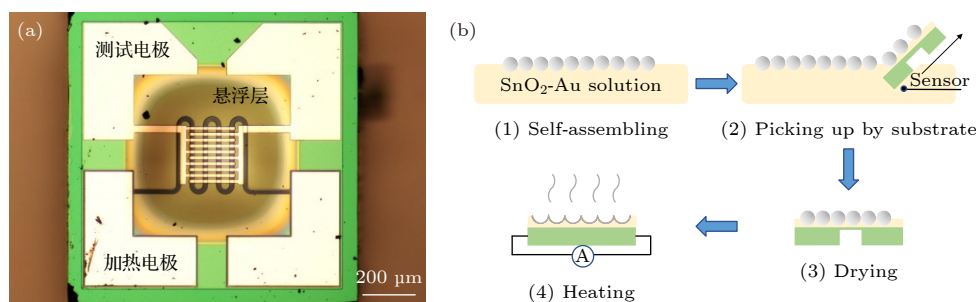 (a)
测试电极
悬浮层
加热电极
200 μm
(b)
SnO₂-Au solution
Sensor
(1) Self-assembling
(2) Picking up by substrate
A
(4) Heating
(3) Drying